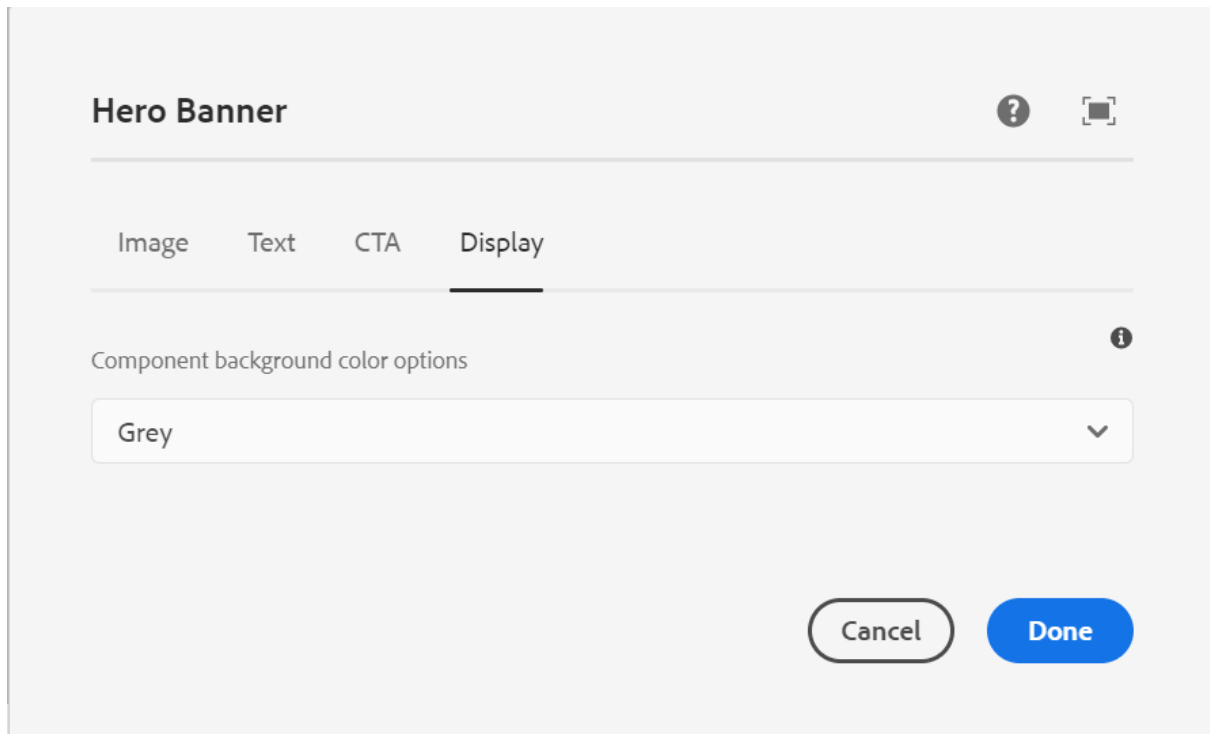 Hero Banner
Image Text CTA Display
Component background color options
Grey
Cancel Done